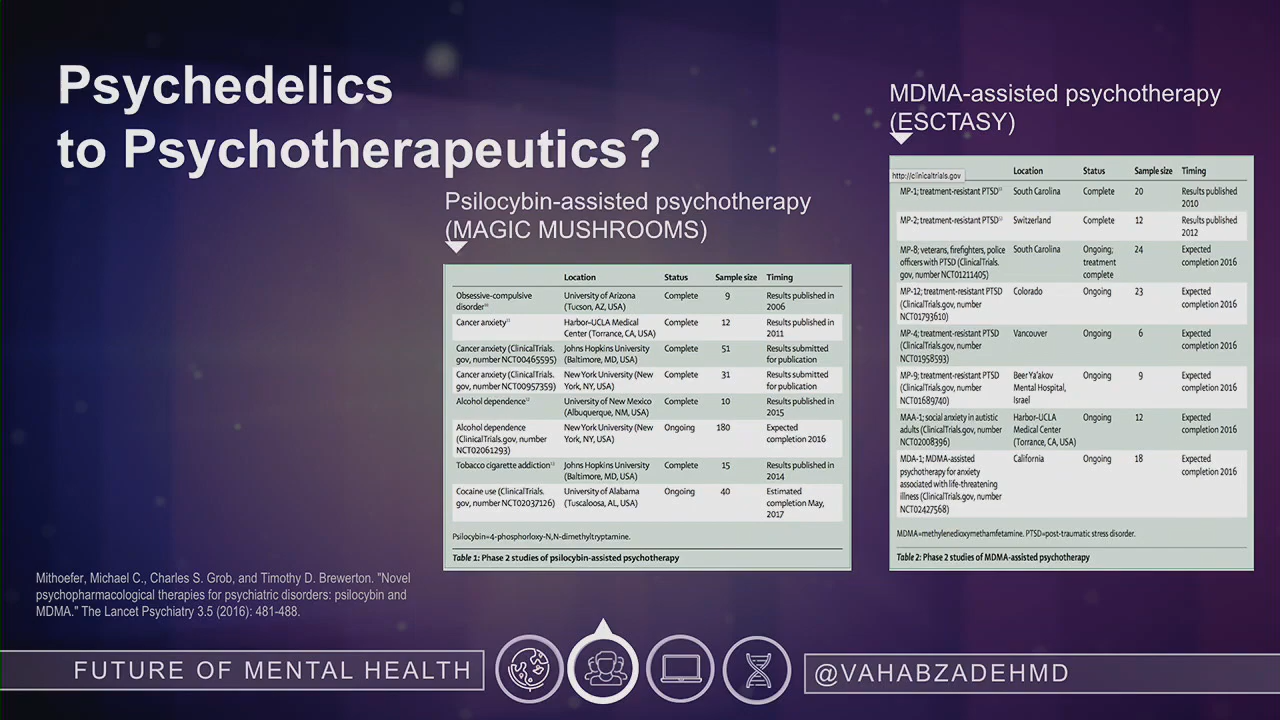 Psychedelics
to Psychotherapeutics?
Psilocybin-assisted psychotherapy
(MAGIC MUSHROOMS)
Location Status Sample size Timing
Obsessive-compulsive University of Arizona Complete 9 Results published in
disorder (Tucson, AZ, USA) 2006
Cancer anxiety Harbor-UCLA Medical Complete 12 Results published in
Center (Torrance, CA, USA) 2011
Cancer anxiety (ClinicalTrials. Johns Hopkins University Complete 51 Results submitted
gov, number NCT00465595) (Baltimore, MD, USA) for publication
Cancer anxiety (ClinicalTrials. New York University (New Complete 31 Results submitted
gov, number NCT00957359) York, NY, USA) for publication
Alcohol dependence University of New Mexico Complete 10 Results published in
(Albuquerque, NM, USA) 2015
Alcohol dependence New York University (New Ongoing 180 Expected
(ClinicalTrials.gov, number York, NY, USA) completion 2016
NCT02061293)
Tobacco cigarette addiction Johns Hopkins University Complete 15 Results published in
(Baltimore, MD, USA) 2014
Cocaine use (ClinicalTrials. University of Alabama Ongoing 40 Estimated
gov, number NCT02037126) (Tuscaloosa, AL, USA) completion May,
2017
Psilocybin=4-phosphorloxy-N,N-dimethyltryptamine.
Table 1: Phase 2 studies of psilocybin-assisted psychotherapy
MDMA-assisted psychotherapy
(ESCTASY)
http://clinicaltrials.gov Location Status Sample size Timing
MP-1; treatment-resistant PTSD South Carolina Complete 20 Results published
2010
MP-2; treatment-resistant PTSD Switzerland Complete 12 Results published
2012
MP-8; veterans, firefighters, police South Carolina Ongoing; 24 Expected
officers with PTSD (ClinicalTrials. treatment completion 2016
gov, number NCT01211405) complete
MP-12; treatment-resistant PTSD Colorado Ongoing 23 Expected
(ClinicalTrials.gov, number completion 2016
NCT01793610)
MP-4; treatment-resistant PTSD Vancouver Ongoing 6 Expected
(ClinicalTrials.gov, number completion 2016
NCT01958593)
MP-9; treatment-resistant PTSD Beer Ya'akov Ongoing 9 Expected
(ClinicalTrials.gov, number Mental Hospital, completion 2016
NCT01689740) Israel
MAA-1; social anxiety in autistic Harbor-UCLA Ongoing 12 Expected
adults (ClinicalTrials.gov, number Medical Center completion 2016
NCT02008396) (Torrance, CA, USA)
MDA-1; MDMA-assisted California Ongoing 18 Expected
psychotherapy for anxiety completion 2016
associated with life-threatening
illness (ClinicalTrials.gov, number
NCT02427568)
MDMA=methylenedioxymethamfetamine. PTSD=post-traumatic stress disorder.
Table 2: Phase 2 studies of MDMA-assisted psychotherapy
Mithoefer, Michael C., Charles S. Grob, and Timothy D. Brewerton. "Novel
psychopharmacological therapies for psychiatric disorders: psilocybin and
MDMA." The Lancet Psychiatry 3.5 (2016): 481-488.
FUTURE OF MENTAL HEALTH
@VAHABZADEHMD